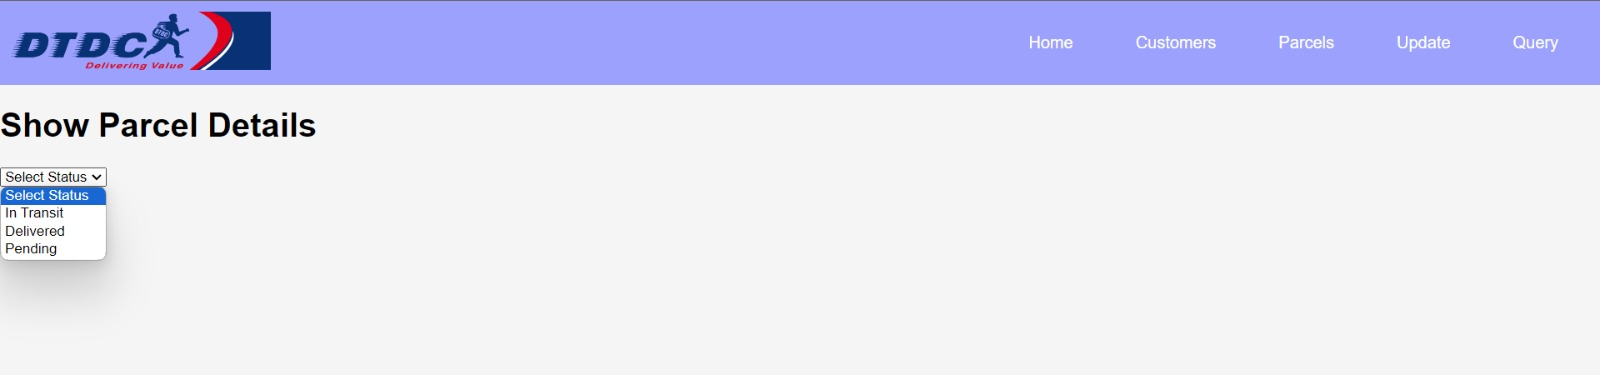 DTDC
DTDC
Delivering Value
Home Customers Parcels Update Query
Show Parcel Details
Select Status
Select Status
In Transit
Delivered
Pending